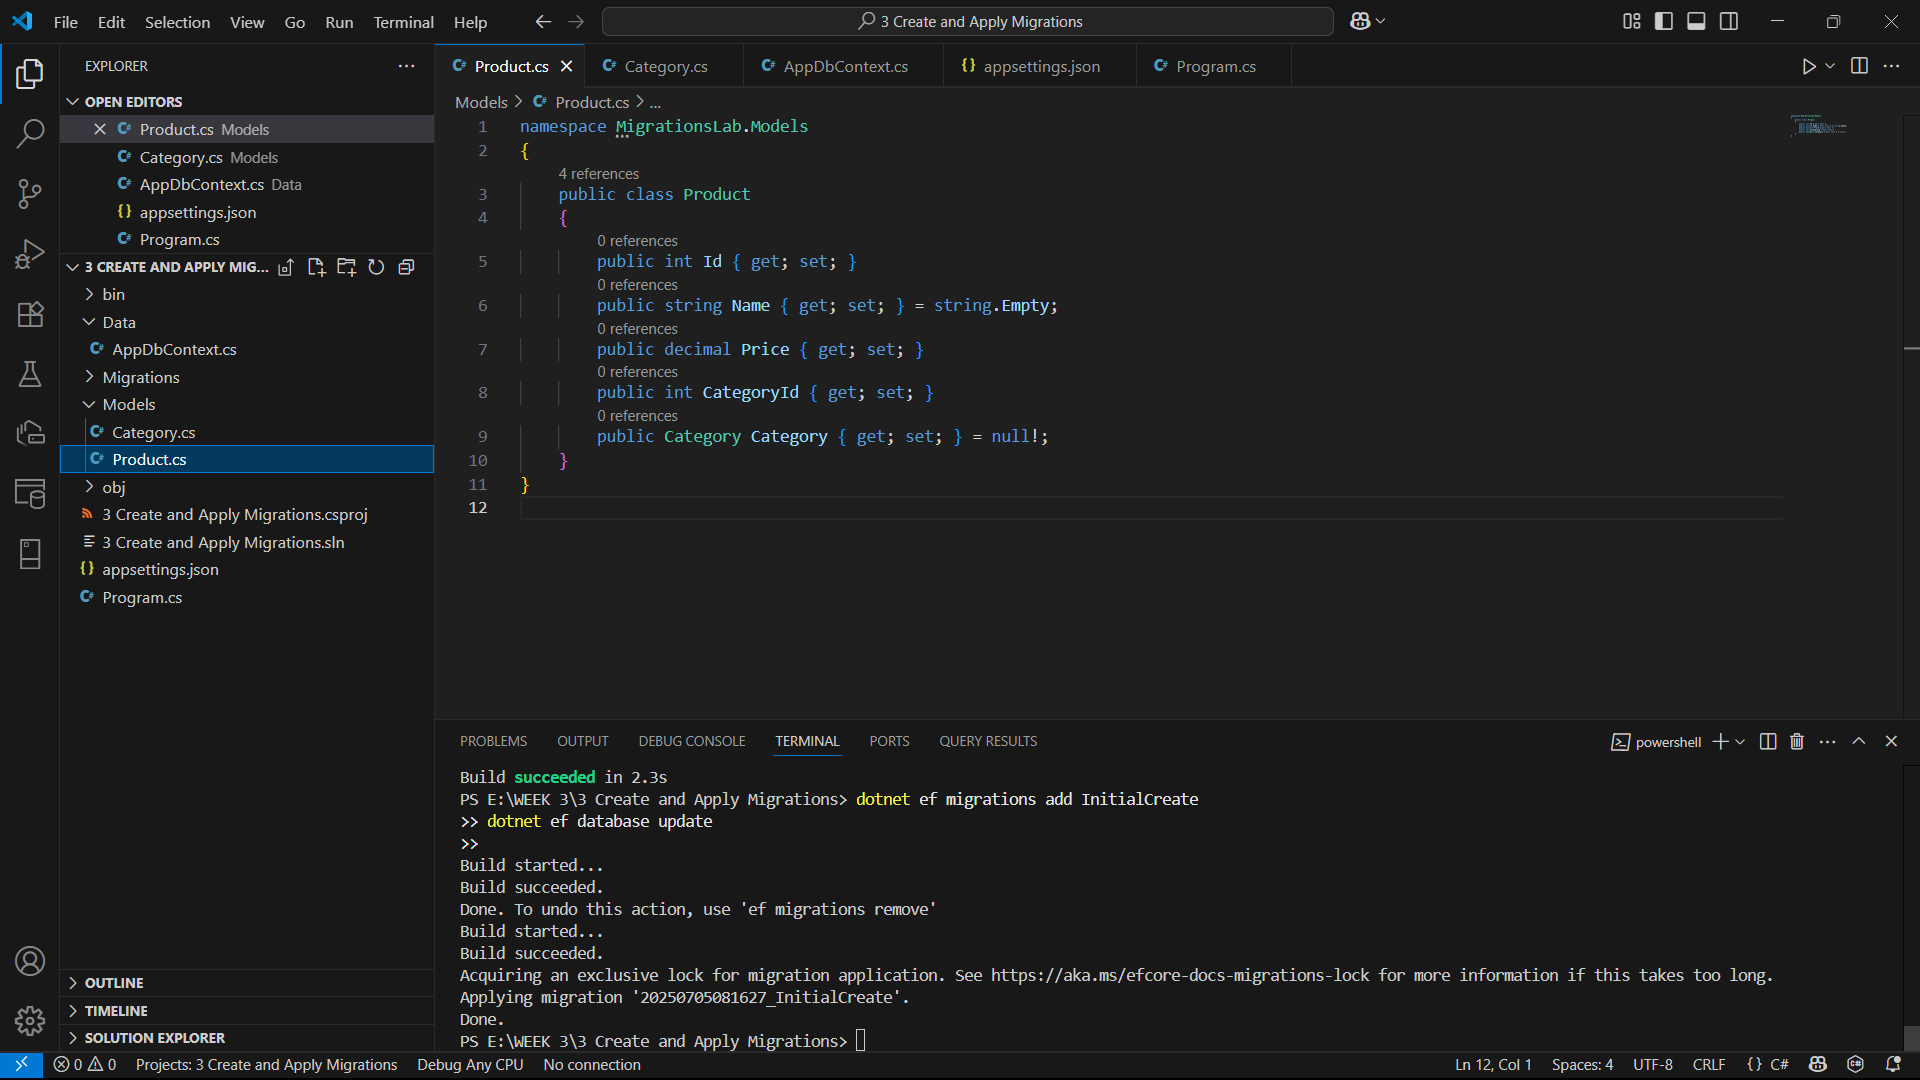 File Edit Selection View Go Run Terminal Help
3 Create and Apply Migrations
EXPLORER
OPEN EDITORS
Product.cs Models
Category.cs Models
AppDbContext.cs Data
appsettings.json
Program.cs
3 CREATE AND APPLY MIG...
bin
Data
AppDbContext.cs
Migrations
Models
Category.cs
Product.cs
obj
3 Create and Apply Migrations.csproj
3 Create and Apply Migrations.sln
appsettings.json
Program.cs
OUTLINE
TIMELINE
SOLUTION EXPLORER
Product.cs Category.cs AppDbContext.cs appsettings.json Program.cs
Models > Product.cs > ...
1 namespace MigrationsLab.Models
2 {
4 references
3 public class Product
4 {
0 references
5 public int Id { get; set; }
0 references
6 public string Name { get; set; } = string.Empty;
0 references
7 public decimal Price { get; set; }
0 references
8 public int CategoryId { get; set; }
0 references
9 public Category Category { get; set; } = null!;
10 }
11 }
12
PROBLEMS OUTPUT DEBUG CONSOLE TERMINAL PORTS QUERY RESULTS
powershell
Build succeeded in 2.3s
PS E:\WEEK 3\3 Create and Apply Migrations> dotnet ef migrations add InitialCreate
>> dotnet ef database update
>>
Build started...
Build succeeded.
Done. To undo this action, use 'ef migrations remove'
Build started...
Build succeeded.
Acquiring an exclusive lock for migration application. See https://aka.ms/efcore-docs-migrations-lock for more information if this takes too long.
Applying migration '20250705081627_InitialCreate'.
Done.
PS E:\WEEK 3\3 Create and Apply Migrations>
0 0 Projects: 3 Create and Apply Migrations Debug Any CPU No connection Ln 12, Col 1 Spaces: 4 UTF-8 CRLF {} C#